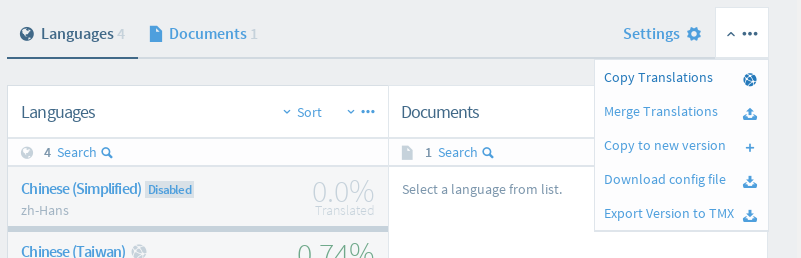 Languages 4 Documents 1 Settings
Copy Translations
Merge Translations
Copy to new version
Download config file
Export Version to TMX
Languages Sort
4 Search
Chinese (Simplified) Disabled 0.0%
zh-Hans Translated
Chinese (Taiwan) 0.74%
Documents
1 Search
Select a language from list.